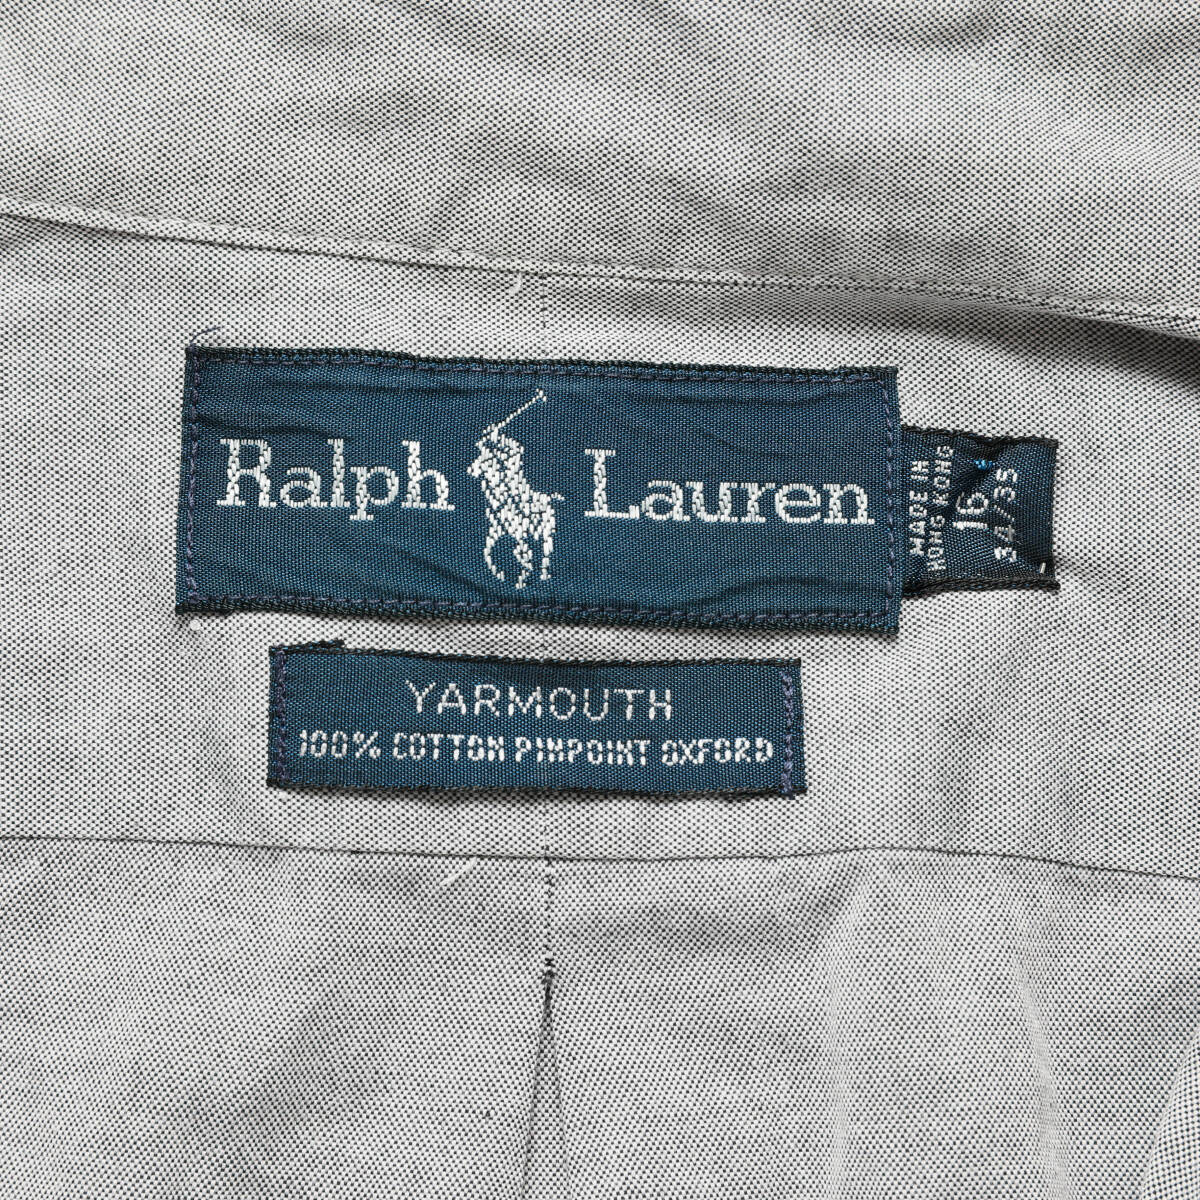 Ralph Lauren
MADE IN
HONG KONG
16
34/35
YARMOUTH
100% COTTON PINPOINT OXFORD